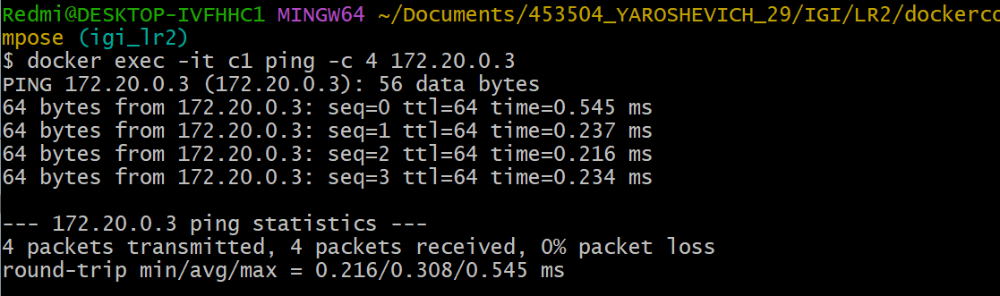 Redmi@DESKTOP-IVFHHC1 MINGW64 ~/Documents/453504_YAROSHEVICH_29/IGI/LR2/dockerco
mpose (igi_lr2)
$ docker exec -it c1 ping -c 4 172.20.0.3
PING 172.20.0.3 (172.20.0.3): 56 data bytes
64 bytes from 172.20.0.3: seq=0 ttl=64 time=0.545 ms
64 bytes from 172.20.0.3: seq=1 ttl=64 time=0.237 ms
64 bytes from 172.20.0.3: seq=2 ttl=64 time=0.216 ms
64 bytes from 172.20.0.3: seq=3 ttl=64 time=0.234 ms
--- 172.20.0.3 ping statistics ---
4 packets transmitted, 4 packets received, 0% packet loss
round-trip min/avg/max = 0.216/0.308/0.545 ms